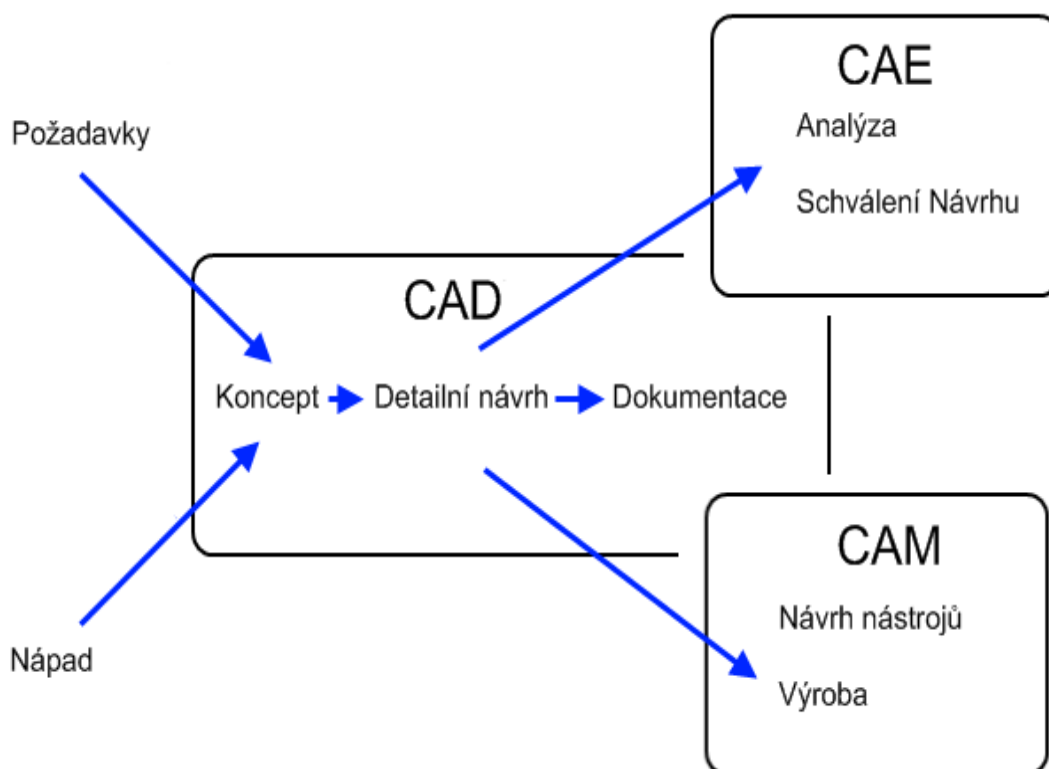 CAE
Analýza
Schválení Návrhu
Požadavky
CAD
Koncept
Detailní návrh
Dokumentace
Nápad
CAM
Návrh nástrojů
Výroba